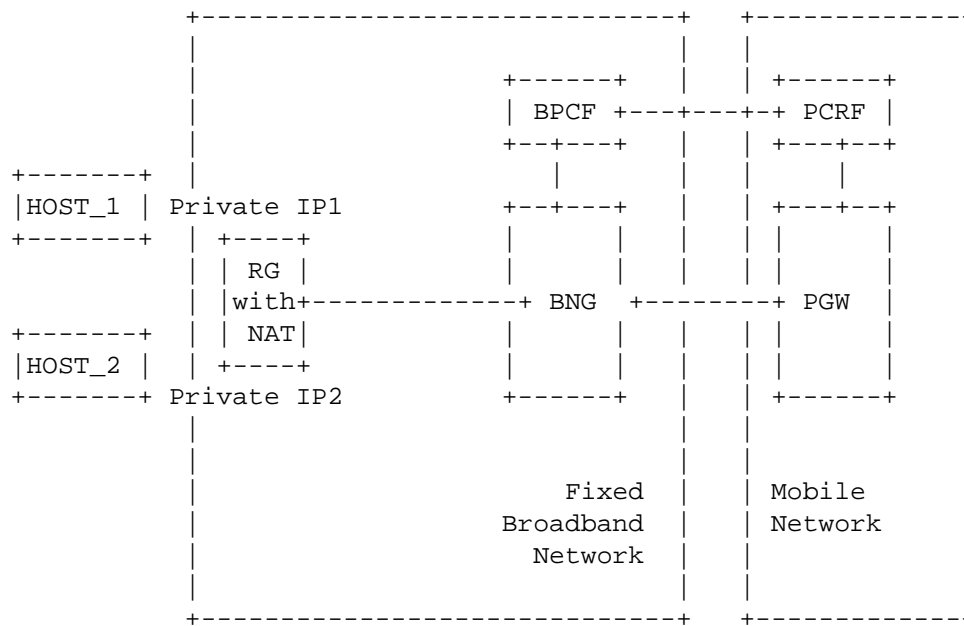 BPCF PCRF
HOST_1 Private IP1
RG
with BNG PGW
NAT
HOST_2
Private IP2
Fixed Mobile
Broadband Network
Network